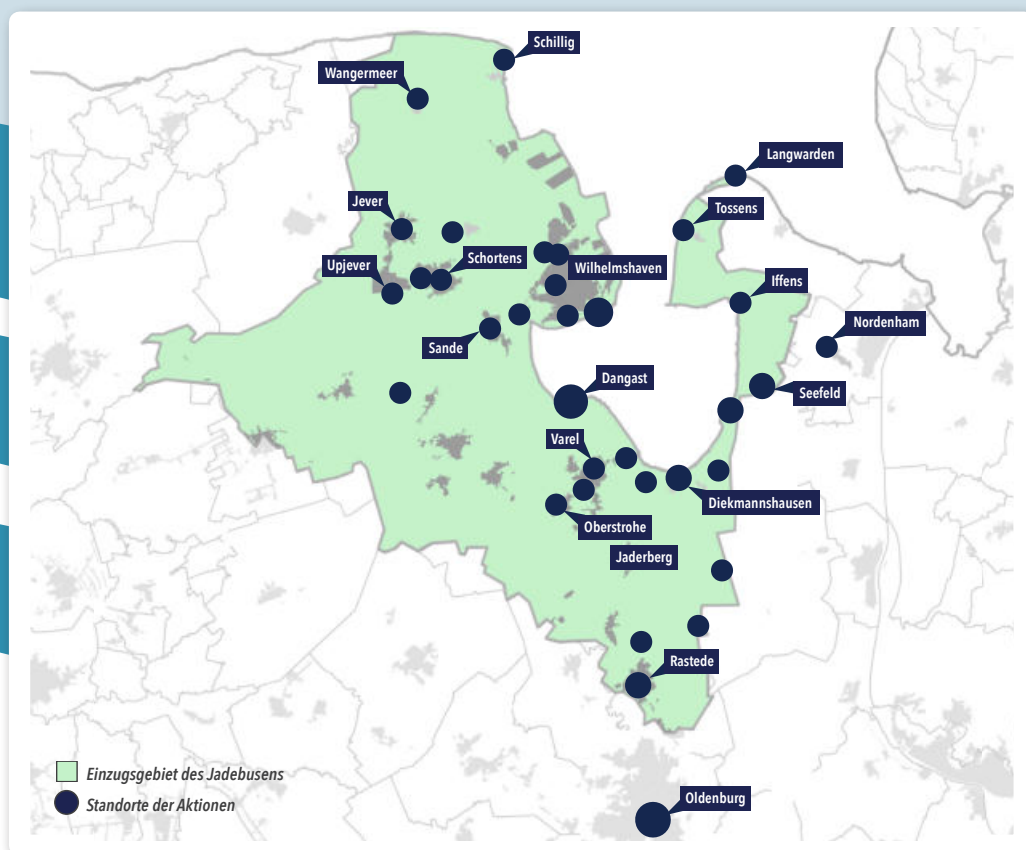 Schillig
Wangermeer
Langwarden
Jever
Tossens
Schortens
Upjever
Wilhelmshaven
Iffens
Nordenham
Sande
Dangast
Seefeld
Varel
Diekmannshausen
Oberstrohe
Jaderberg
Rastede
Einzugsgebiet des Jadebusens
Standorte der Aktionen
Oldenburg